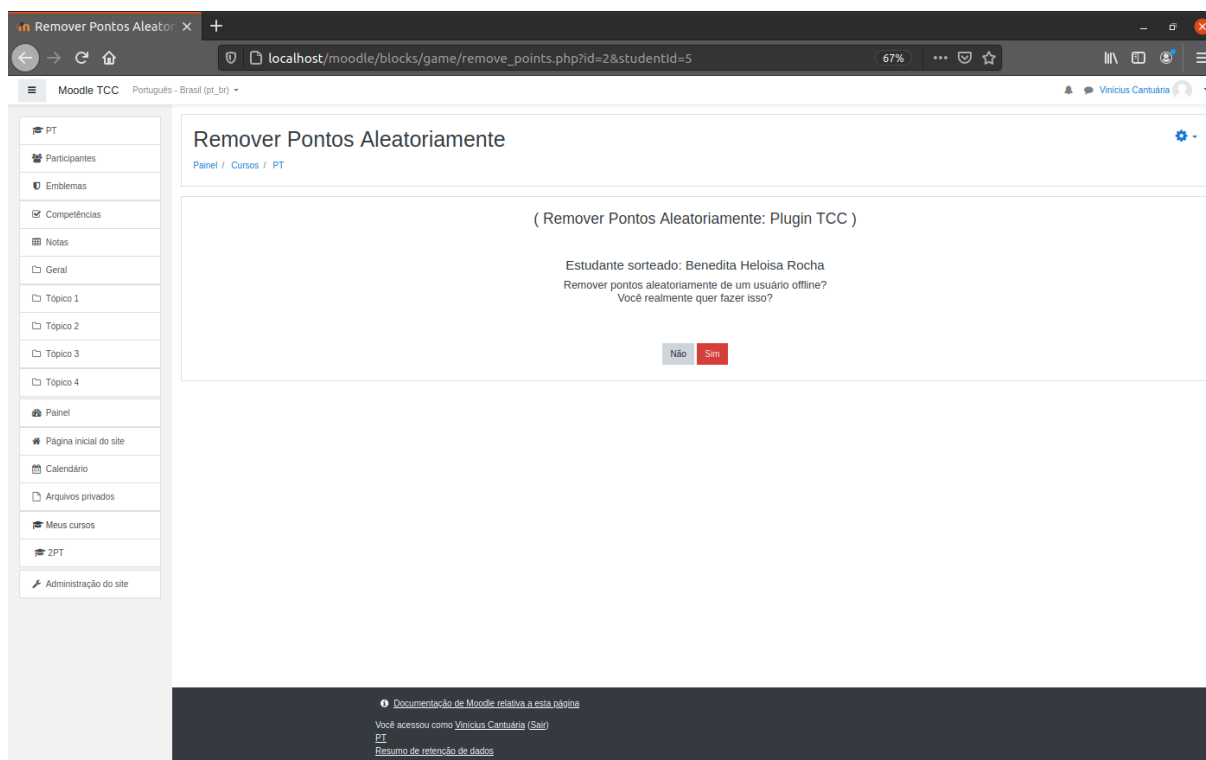 Remover Pontos Aleator
localhost/moodle/blocks/game/remove_points.php?id=2&studentId=5
67%
Moodle TCC
Português - Brasil (pt_br)
Vinicius Cantuária
PT
Participantes
Emblemas
Competências
Notas
Geral
Tópico 1
Tópico 2
Tópico 3
Tópico 4
Painel
Página inicial do site
Calendário
Arquivos privados
Meus cursos
2PT
Administração do site
Remover Pontos Aleatoriamente
Painel / Cursos / PT
( Remover Pontos Aleatoriamente: Plugin TCC )
Estudante sorteado: Benedita Heloisa Rocha
Remover pontos aleatoriamente de um usuário offline?
Você realmente quer fazer isso?
Não Sim
Documentação de Moodle relativa a esta página
Você acessou como Vinicius Cantuária (Sair)
PT
Resumo de retenção de dados